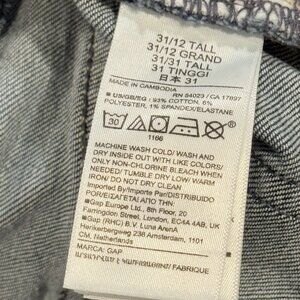 31/12 TALL
31/12 GRAND
31/31 TALL
31 TINGGI
日本 31
MADE IN CAMBODIA RN 54023 / CA 17897
US/GB/EG : 93% COTTON, 6%
POLYESTER, 1% SPANDEX/ELASTANE
30
1166
MACHINE WASH COLD/ WASH AND
DRY INSIDE OUT WITH LIKE COLORS/
ONLY NON-CHLORINE BLEACH WHEN
NEEDED/ TUMBLE DRY LOW/ WARM
IRON/ DO NOT DRY CLEAN/
Imported by/Importe Par/DISTRIBUIDO
POR/ΕΙΣΑΓΕΤΑΙ ΑΠΟ ΤΗΝ
Gap Europe Ltd., 8th Floor, 20
Farringdon Street, London, EC4A 4AB, UK
Gap (RHC) B.V. Luna ArenA
Herikerbergweg 238 Amsterdam, 1101
CM, Netherlands
MARCA: GAP FABRIQUE